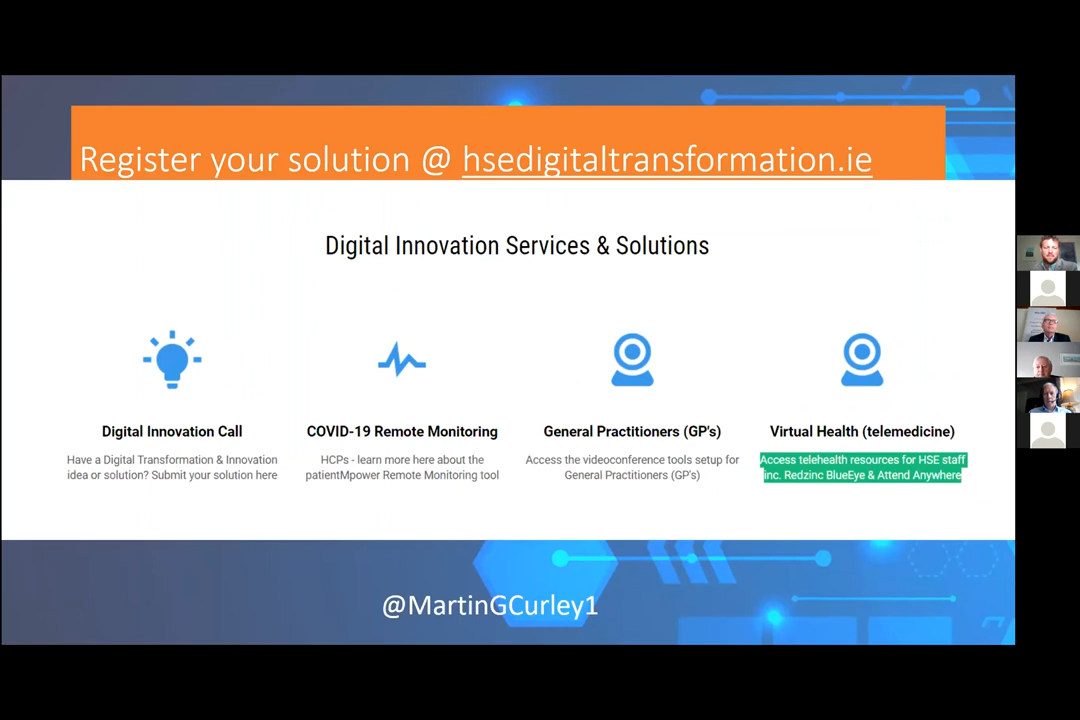 Register your solution @ hsedigitaltransformation.ie
Digital Innovation Services & Solutions
Digital Innovation Call
Have a Digital Transformation & Innovation
idea or solution? Submit your solution here
COVID-19 Remote Monitoring
HCPs - learn more here about the
patientMpower Remote Monitoring tool
General Practitioners (GP's)
Access the videoconference tools setup for
General Practitioners (GP's)
Virtual Health (telemedicine)
Access telehealth resources for HSE staff
inc. Redzinc BlueEye & Attend Anywhere
@MartinGCurley1